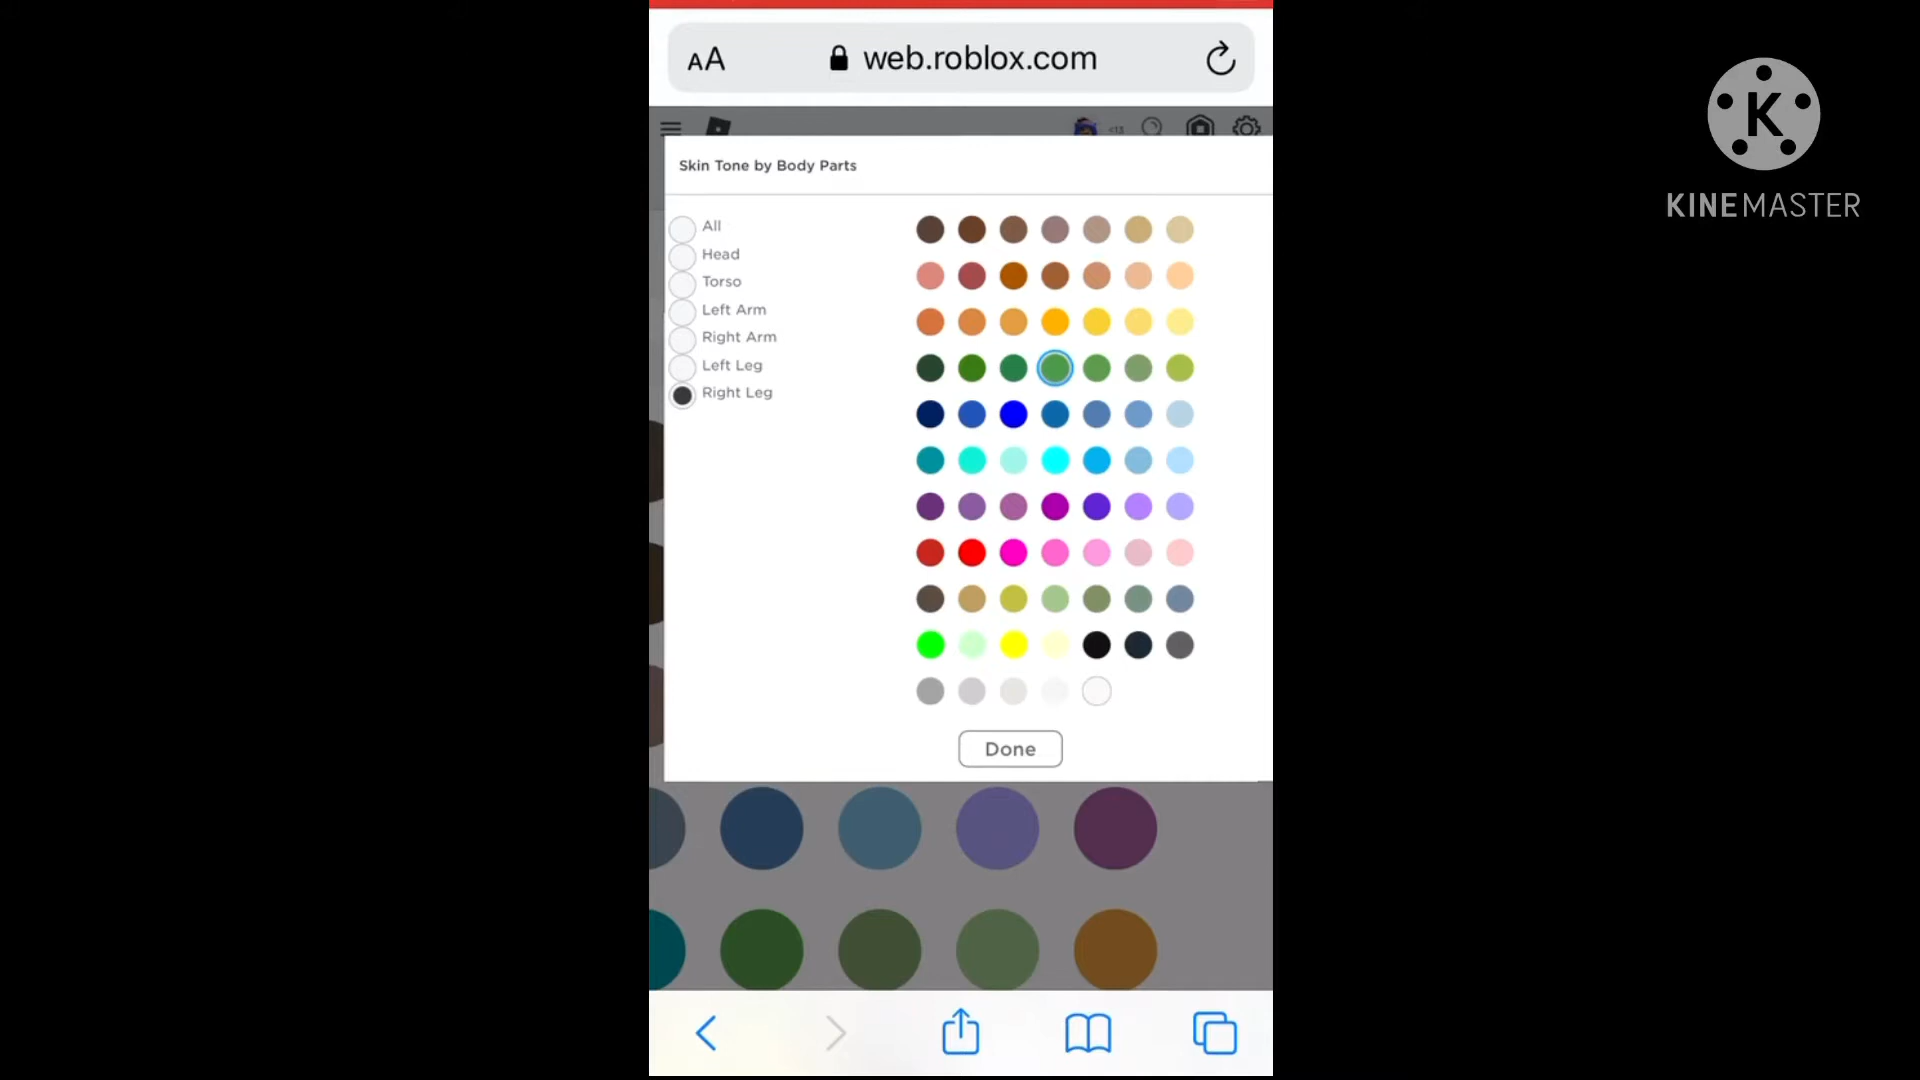 AA web.roblox.com
<13
Skin Tone by Body Parts
All
Head
Torso
Left Arm
Right Arm
Left Leg
Right Leg
Done
K
KINEMASTER